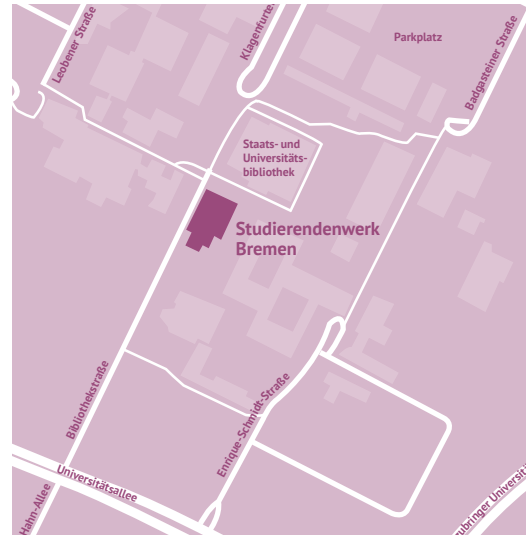 Leobener Straße
Klagenfurter
Parkplatz
Badgasteiner Straße
Staats- und
Universitäts-
bibliothek
Studierendenwerk
Bremen
Bibliothekstraße
Enrique-Schmidt-Straße
Universitätsallee
Hahn-Allee